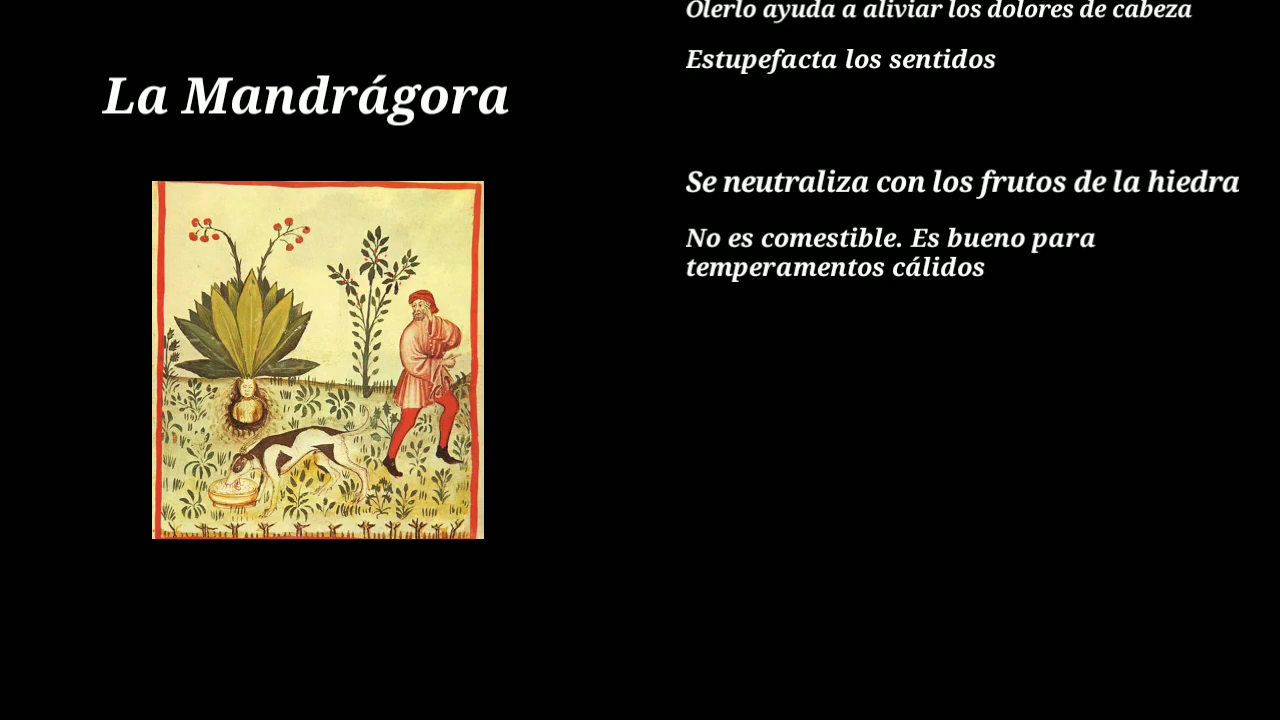 La Mandrágora
Olerlo ayuda a aliviar los dolores de cabeza
Estupefacta los sentidos
Se neutraliza con los frutos de la hiedra
No es comestible. Es bueno para
temperamentos cálidos